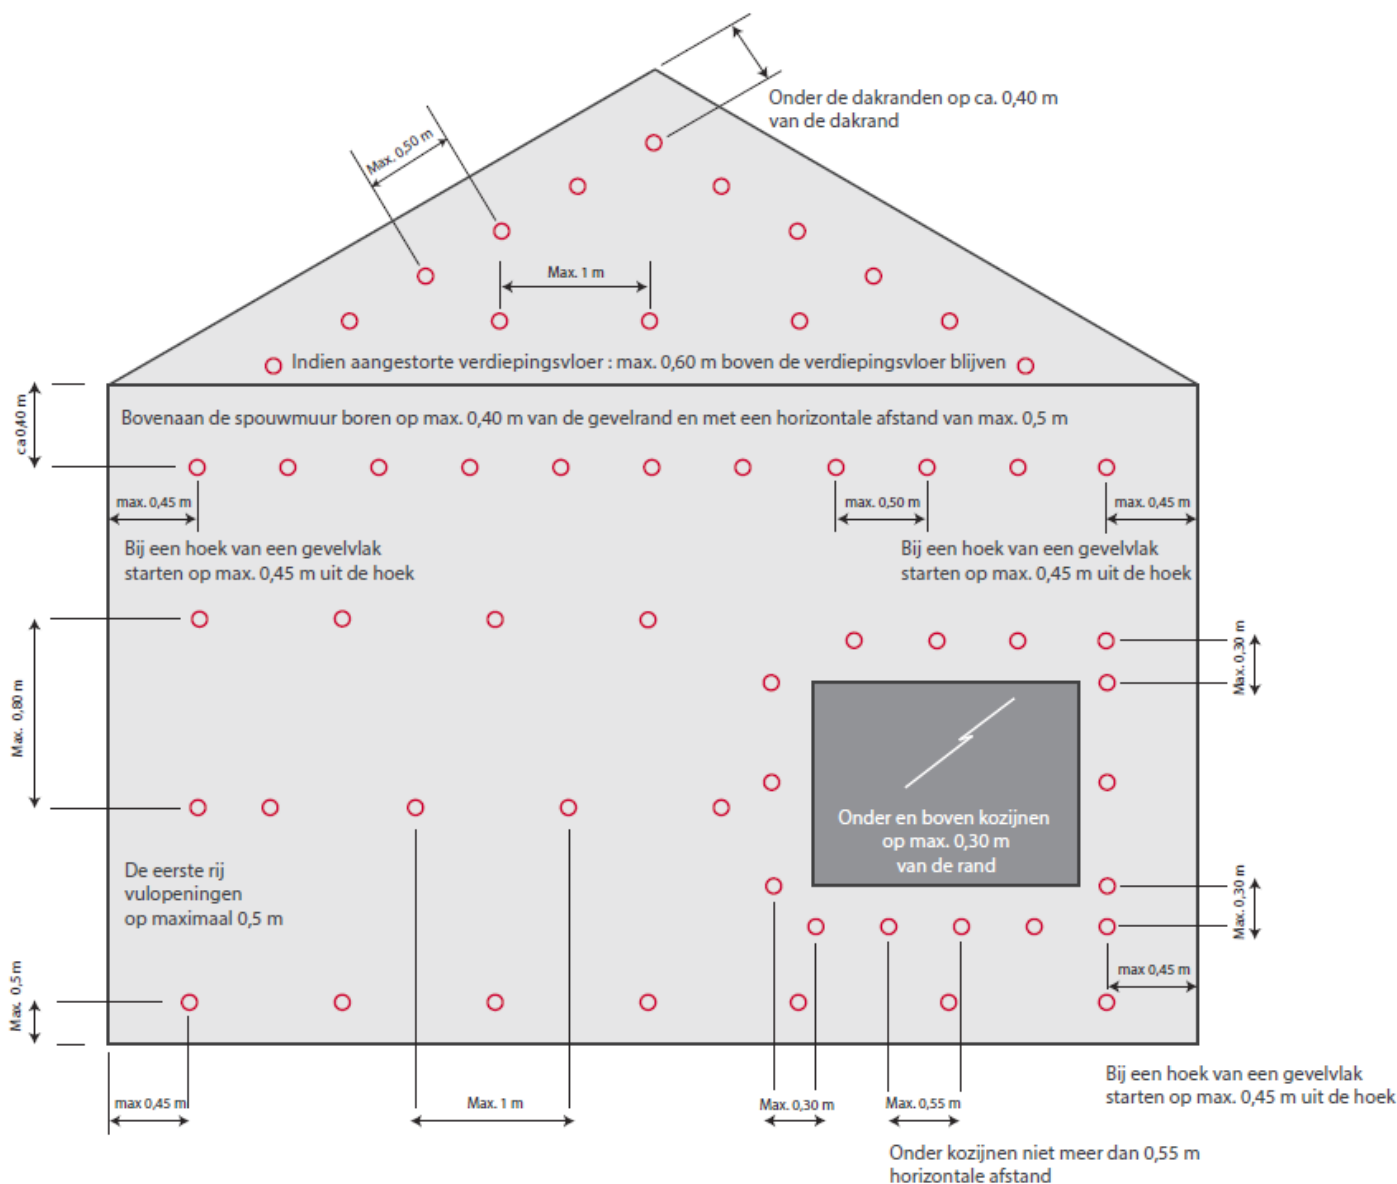 Onder de dakranden op ca. 0,40 m
van de dakrand
Max. 0,50 m
Max. 1 m
Indien aangestorte verdiepingsvloer : max. 0,60 m boven de verdiepingsvloer blijven
ca 0,40 m
Bovenaan de spouwmuur boren op max. 0,40 m van de gevelrand en met een horizontale afstand van max. 0,5 m
max. 0,45 m
max. 0,50 m
max. 0,45 m
Bij een hoek van een gevelvlak
starten op max. 0,45 m uit de hoek
Bij een hoek van een gevelvlak
starten op max. 0,45 m uit de hoek
Max. 0,30 m
Max. 0,80 m
Onder en boven kozijnen
op max. 0,30 m
van de rand
De eerste rij
vulopeningen
op maximaal 0,5 m
Max. 0,30 m
max 0,45 m
Max. 0,5 m
Bij een hoek van een gevelvlak
starten op max. 0,45 m uit de hoek
max 0,45 m
Max. 1 m
Max. 0,30 m
Max. 0,55 m
Onder kozijnen niet meer dan 0,55 m
horizontale afstand